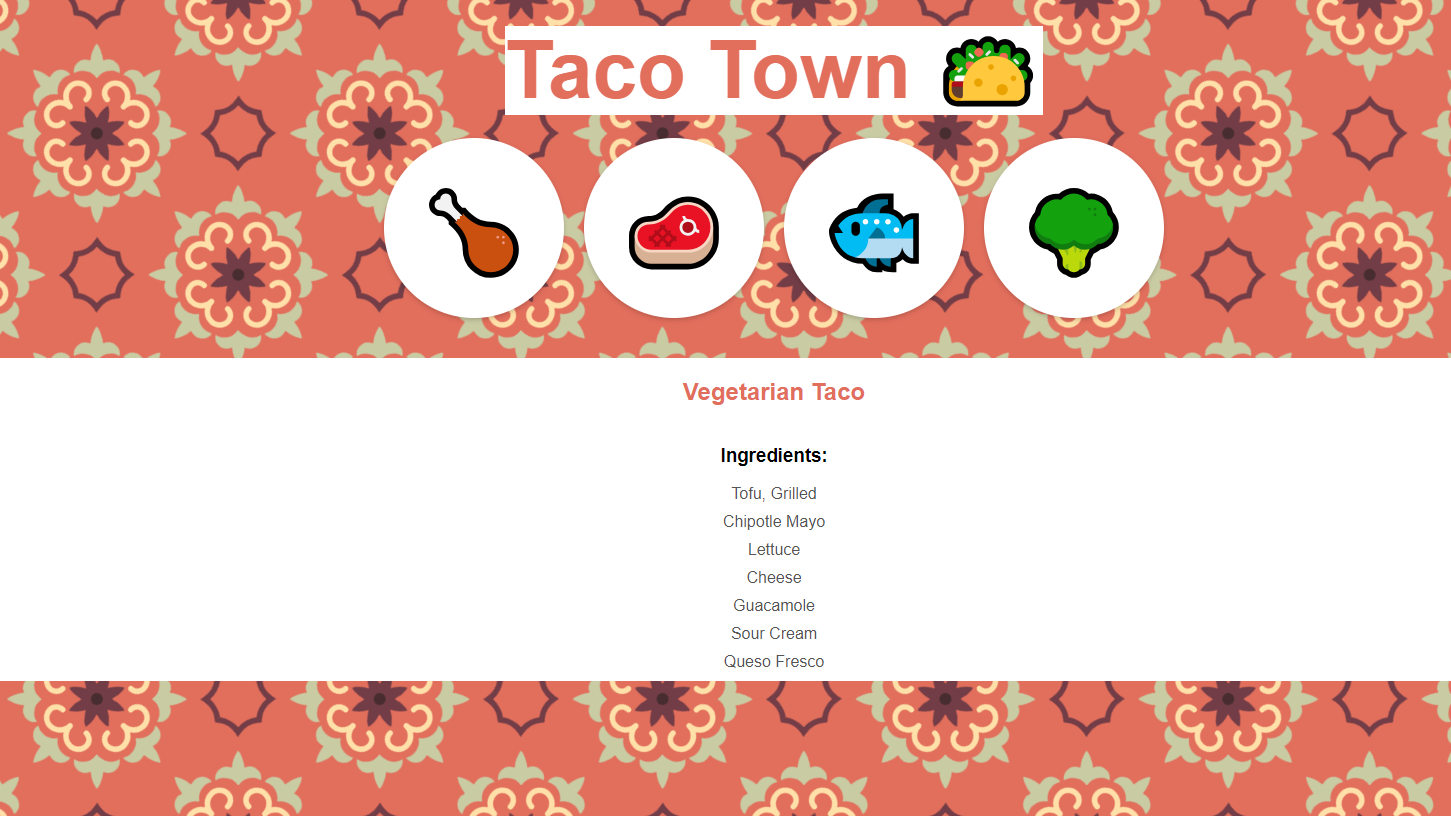 Taco Town
Vegetarian Taco
Ingredients:
Tofu, Grilled
Chipotle Mayo
Lettuce
Cheese
Guacamole
Sour Cream
Queso Fresco